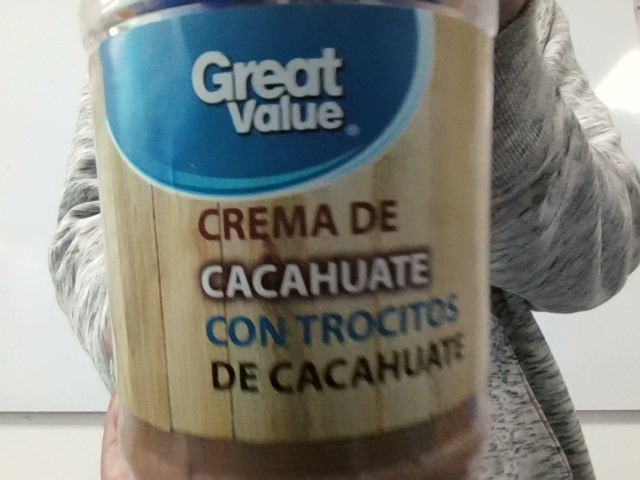 Great
Value®
CREMA DE
CACAHUATE
CON TROCITOS
DE CACAHUATE